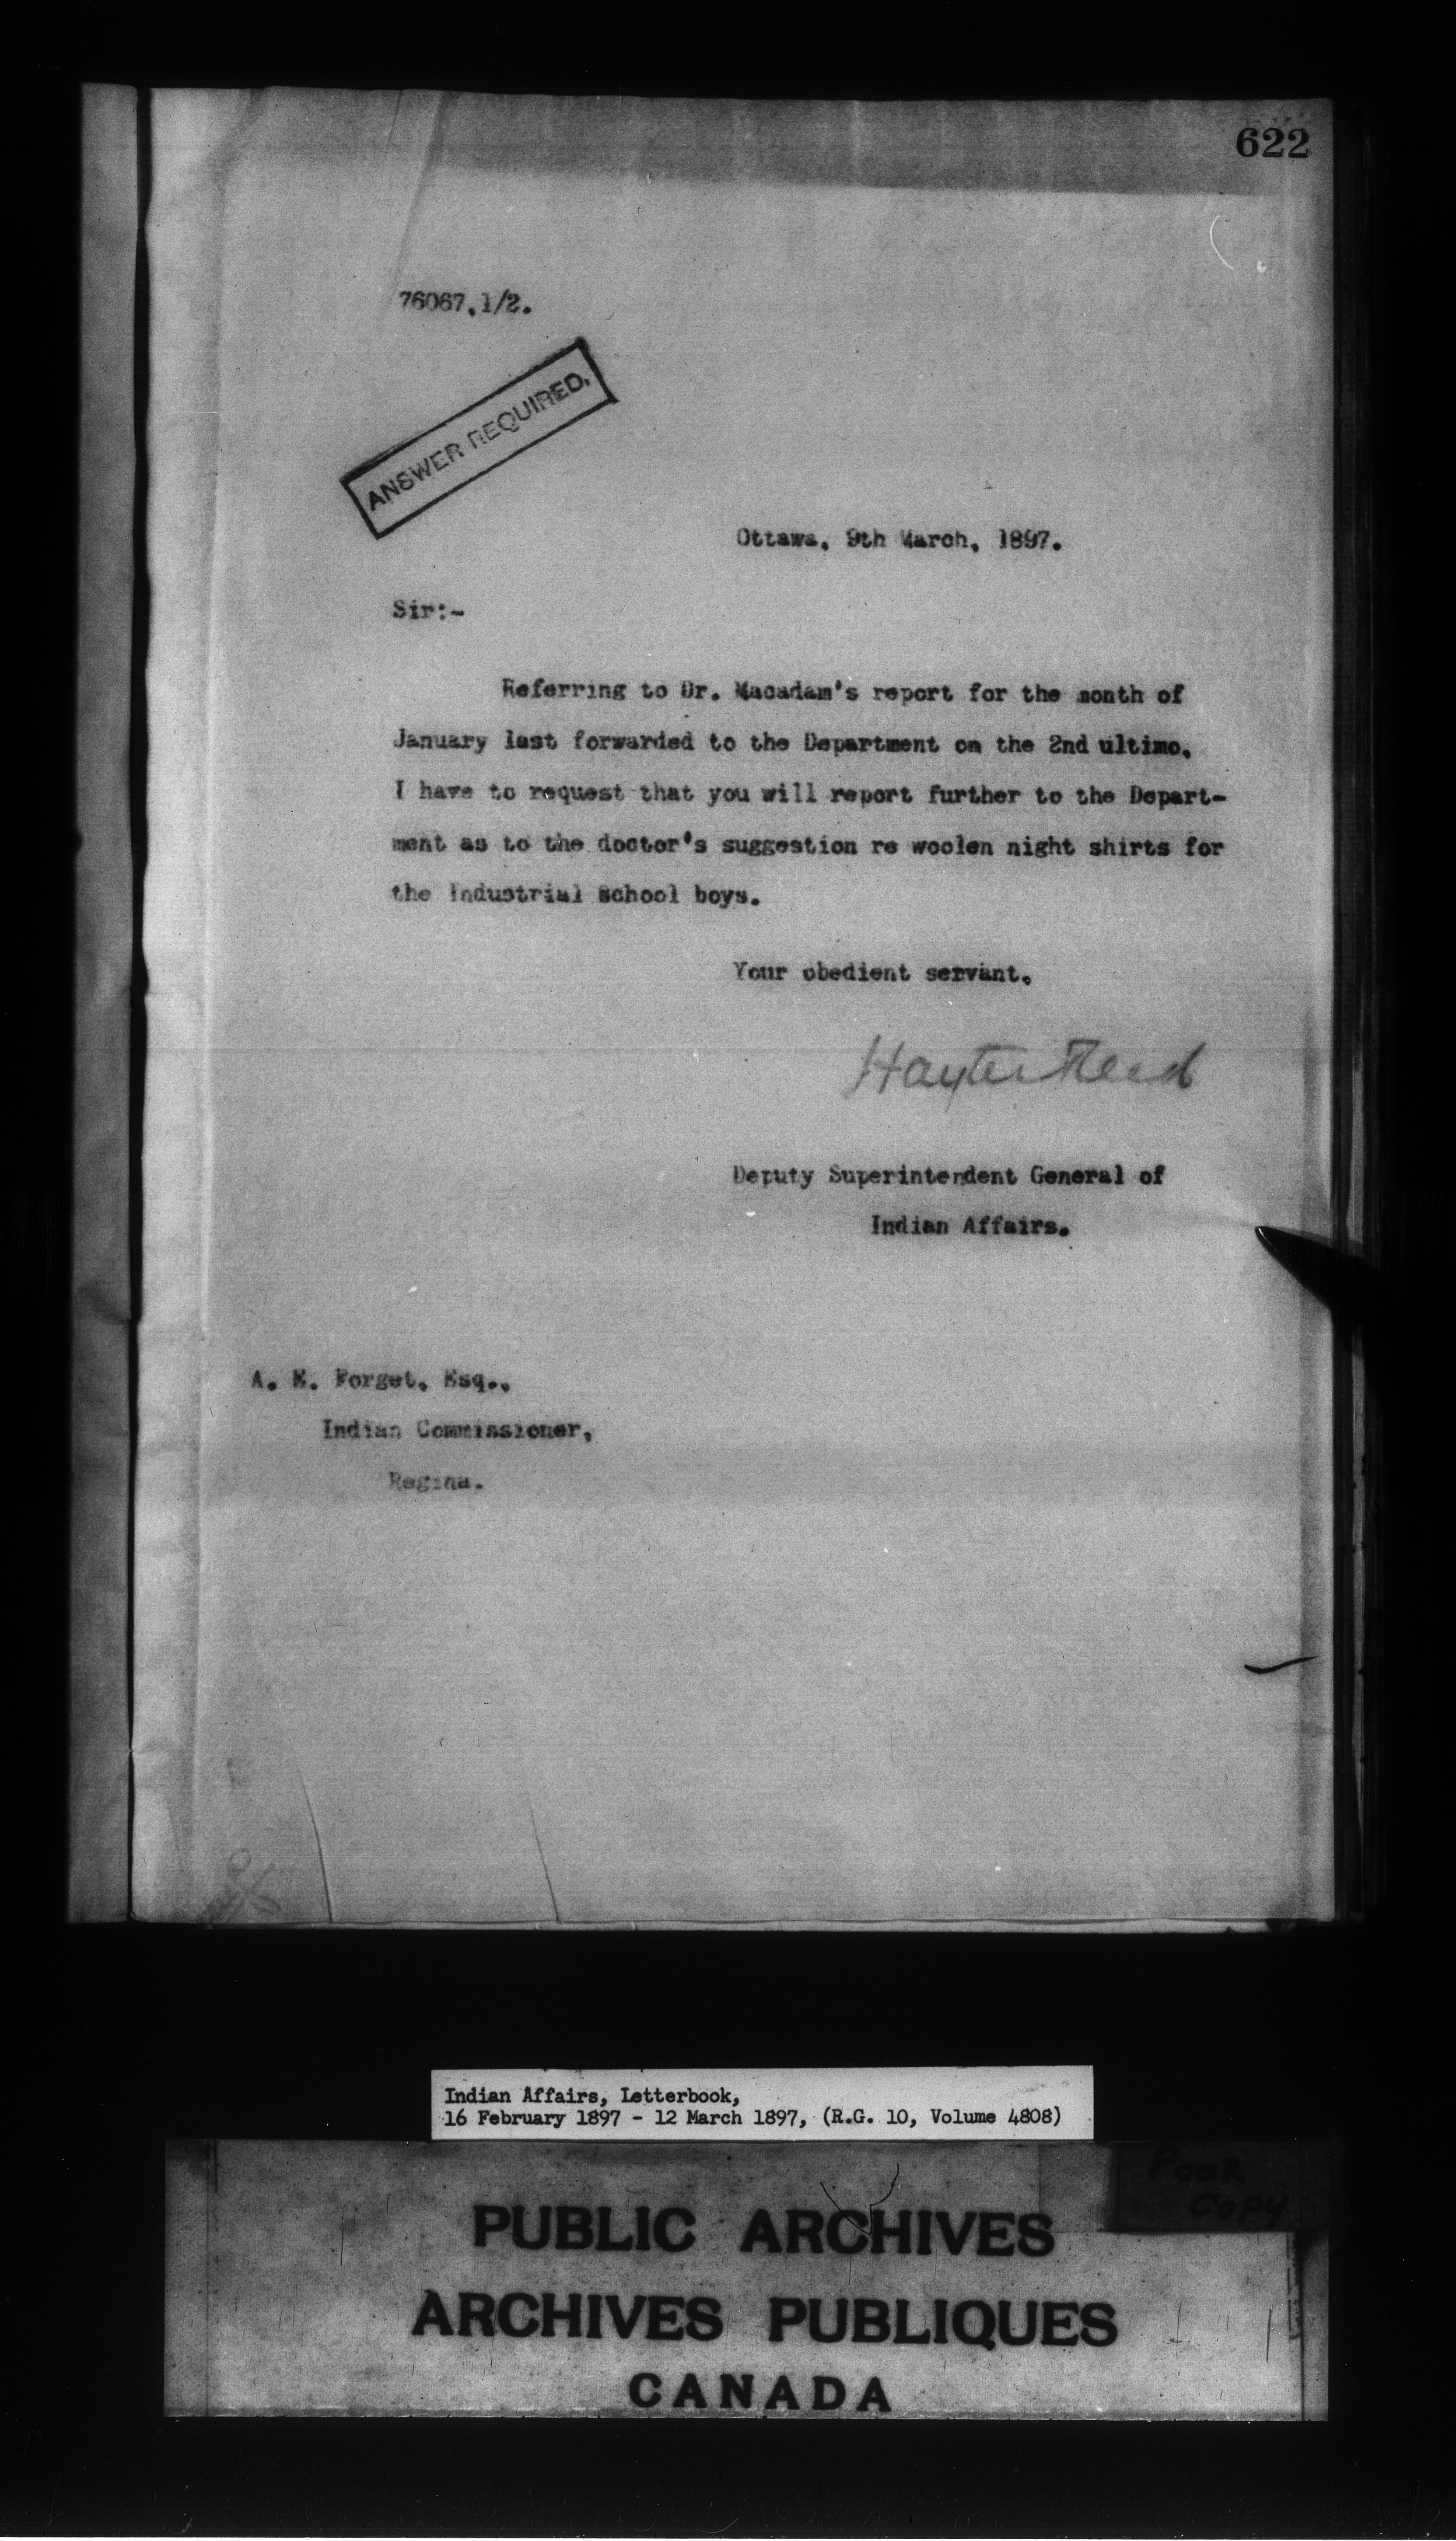 622
76067.1/2.
ANSWER REQUIRED.
Ottawa, 9th March, 1897.
Sir:-
Referring to Dr. Macadam's report for the month of
January last forwarded to the Department on the 2nd ultimo,
I have to request that you will report further to the Depart-
ment as to the doctor's suggestion re woolen night shirts for
the Industrial School boys.
Your obedient servant,
Hayter Reed
Deputy Superintendent General of
Indian Affairs.
A. E. Forget, Esq.,
Indian Commissioner,
Regina.
Indian Affairs, Letterbook,
16 February 1897 - 12 March 1897, (R.G. 10, Volume 4808)
POOR
COPY
PUBLIC ARCHIVES
ARCHIVES PUBLIQUES
CANADA